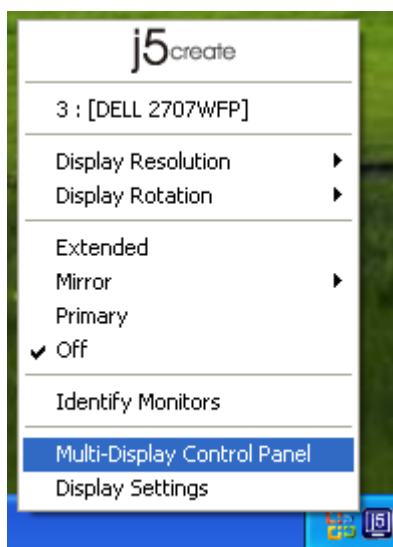 j5create
3 : [DELL 2707WFP]
Display Resolution
Display Rotation
Extended
Mirror
Primary
Off
Identify Monitors
Multi-Display Control Panel
Display Settings
j5